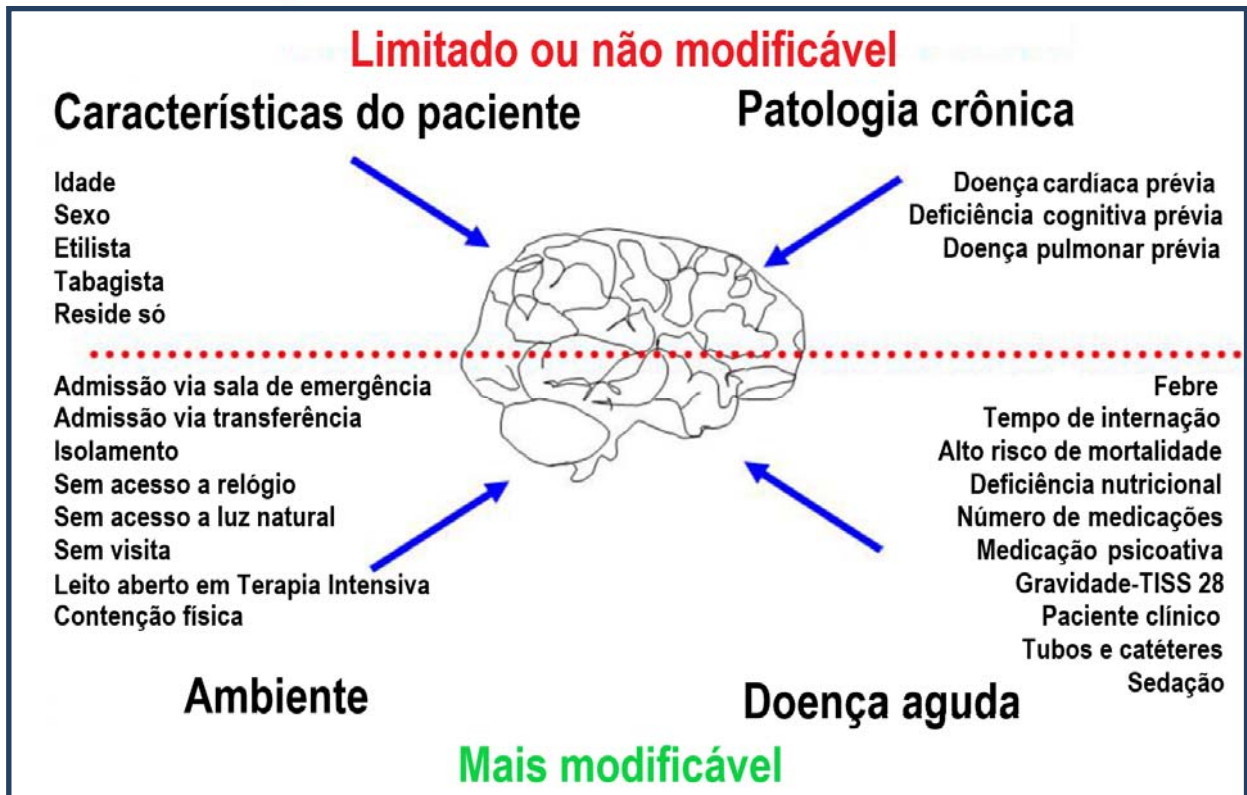 Limitado ou não modificável
Características do paciente
Idade
Sexo
Etilista
Tabagista
Reside só
Patologia crônica
Doença cardíaca prévia
Deficiência cognitiva prévia
Doença pulmonar prévia
Admissão via sala de emergência
Admissão via transferência
Isolamento
Sem acesso a relógio
Sem acesso a luz natural
Sem visita
Leito aberto em Terapia Intensiva
Contenção física
Ambiente
Febre
Tempo de internação
Alto risco de mortalidade
Deficiência nutricional
Número de medicações
Medicação psicoativa
Gravidade-TISS 28
Paciente clínico
Tubos e catéteres
Sedação
Doença aguda
Mais modificável